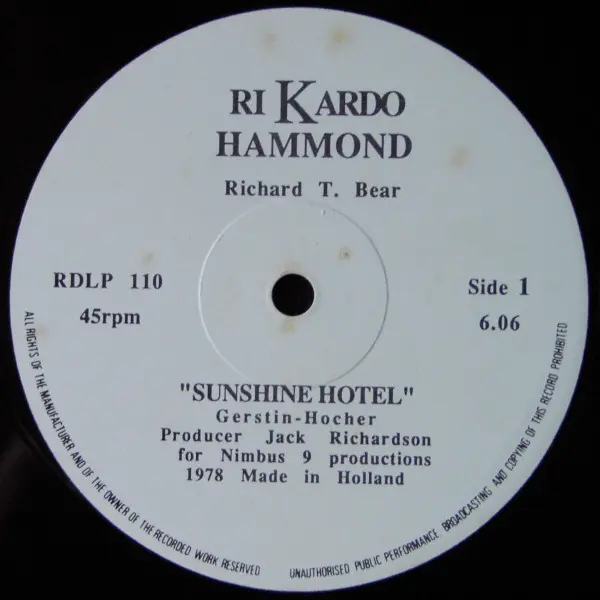 RI KARDO
HAMMOND
Richard T. Bear
RDLP 110
45rpm
Side 1
6.06
"SUNSHINE HOTEL"
Gerstin-Hocher
Producer Jack Richardson
for Nimbus 9 productions
1978 Made in Holland
ALL RIGHTS OF THE MANUFACTURER AND OF THE OWNER OF THE RECORDED WORK RESERVED
UNAUTHORISED PUBLIC PERFORMANCE, BROADCASTING AND COPYING OF THIS RECORD PROHIBITED